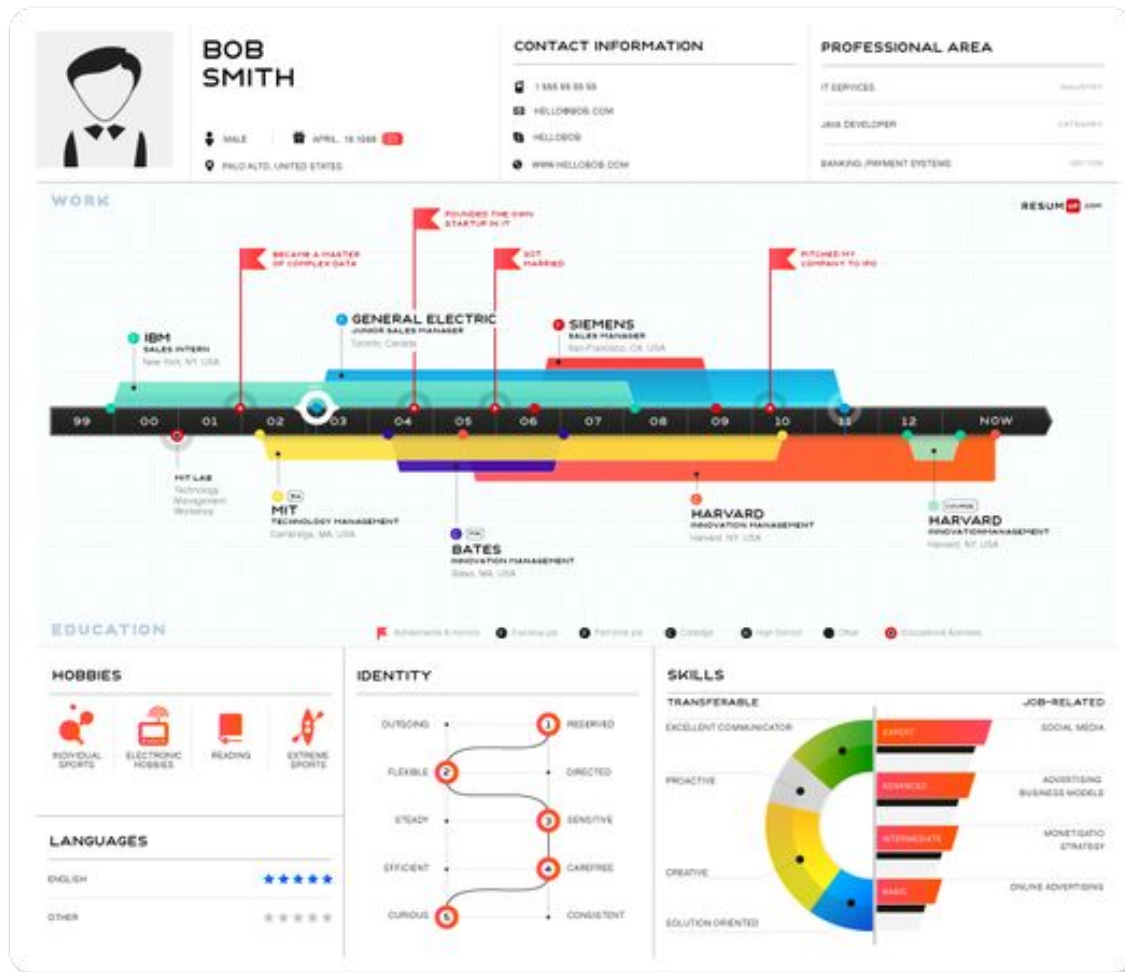 BOB
SMITH
MALE
APRIL, 18 1988
PALO ALTO, UNITED STATES
CONTACT INFORMATION
1 555 55 55 55
HELLO@BOB.COM
HELLOBOB
WWW.HELLOBOB.COM
PROFESSIONAL AREA
IT SERVICES INDUSTRY
JAVA DEVELOPER CATEGORY
BANKING /PAYMENT SYSTEMS SECTOR
WORK
RESUM UP .com
FOUNDED THE OWN
STARTUP IN IT
BECAME A MASTER
OF COMPLEX DATA
GOT
MARRIED
PITCHED MY
COMPANY TO IPO
GENERAL ELECTRIC
JUNIOR SALES MANAGER
Toronto, Canada
SIEMENS
SALES MANAGER
San-Francisco, CA, USA
IBM
SALES INTERN
New York, NY, USA
99 00 01 02 03 04 05 06 07 08 09 10 11 12 NOW
MIT LAB
Technology
Management
Workshop
MIT
TECHNOLOGY MANAGEMENT
Cambridge, MA, USA
BATES
INNOVATION MANAGEMENT
Bates, MA, USA
HARVARD
INNOVATION MANAGEMENT
Harvard, NY, USA
COURSE
HARVARD
INNOVATIONMANAGEMENT
Harvard, NY, USA
EDUCATION
Achievements & Honors
Full-time job
Part-time job
College
High School
Other
Educational Activities
HOBBIES
INDIVIDUAL
SPORTS
ELECTRONIC
HOBBIES
READING
EXTREME
SPORTS
LANGUAGES
ENGLISH
OTHER
IDENTITY
OUTGOING 1 RESERVED
FLEXIBLE 2 DIRECTED
STEADY 3 SENSITIVE
EFFICIENT 4 CAREFREE
CURIOUS 5 CONSISTENT
SKILLS
TRANSFERABLE
EXCELLENT COMMUNICATOR
PROACTIVE
CREATIVE
SOLUTION ORIENTED
JOB-RELATED
EXPERT SOCIAL MEDIA
ADVANCED ADVERTISING
BUSINESS MODELS
INTERMEDIATE MONETISATIO
STRATEGY
BASIC ONLINE ADVERTISING